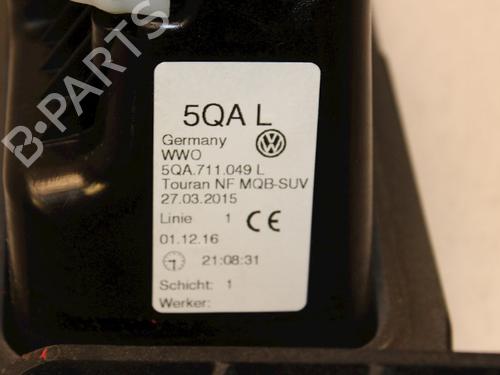 5QA L
Germany
WWO
5QA.711.049 L
Touran NF MQB-SUV
27.03.2015
Linie 1 CE
01.12.16
21:08:31
Schicht: 1
Werker:
B-PARTS